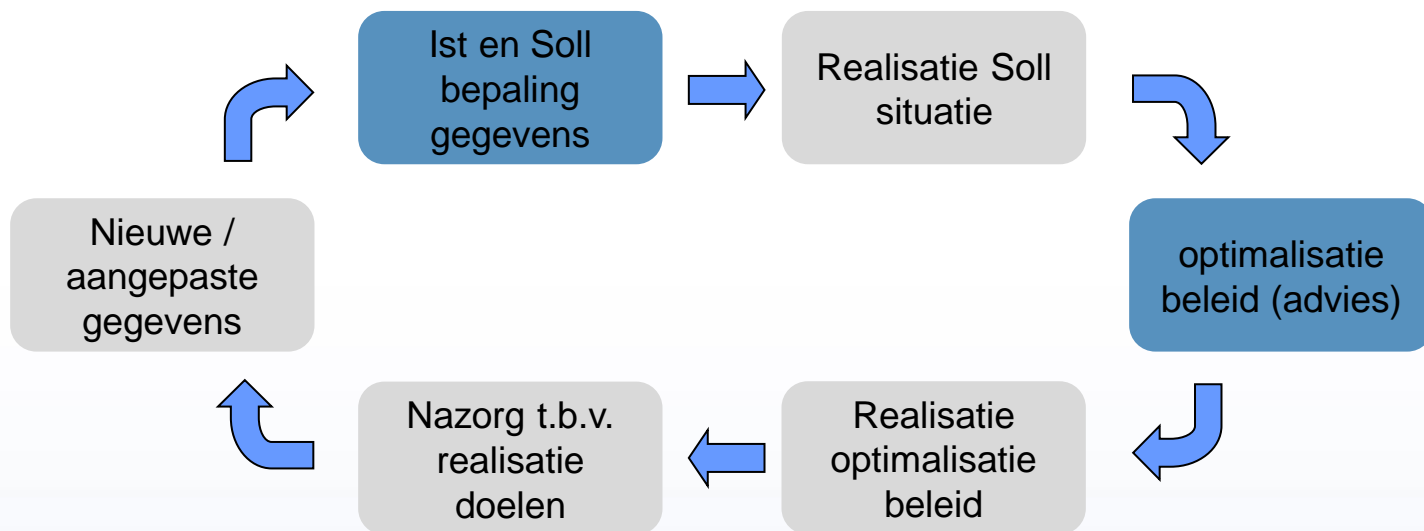 Ist en Soll
bepaling
gegevens
Realisatie Soll
situatie
optimalisatie
beleid (advies)
Realisatie
optimalisatie
beleid
Nazorg t.b.v.
realisatie
doelen
Nieuwe /
aangepaste
gegevens